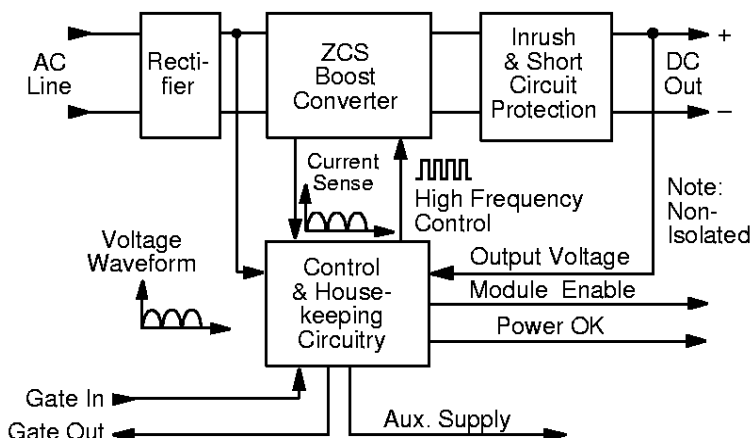 AC
Line
Recti-
fier
ZCS
Boost
Converter
Inrush
& Short
Circuit
Protection
+
DC
Out
–
Current
Sense
High Frequency
Control
Note:
Non-
Isolated
Voltage
Waveform
Control
& House-
keeping
Circuitry
Output Voltage
Module Enable
Power OK
Gate In
Gate Out
Aux. Supply